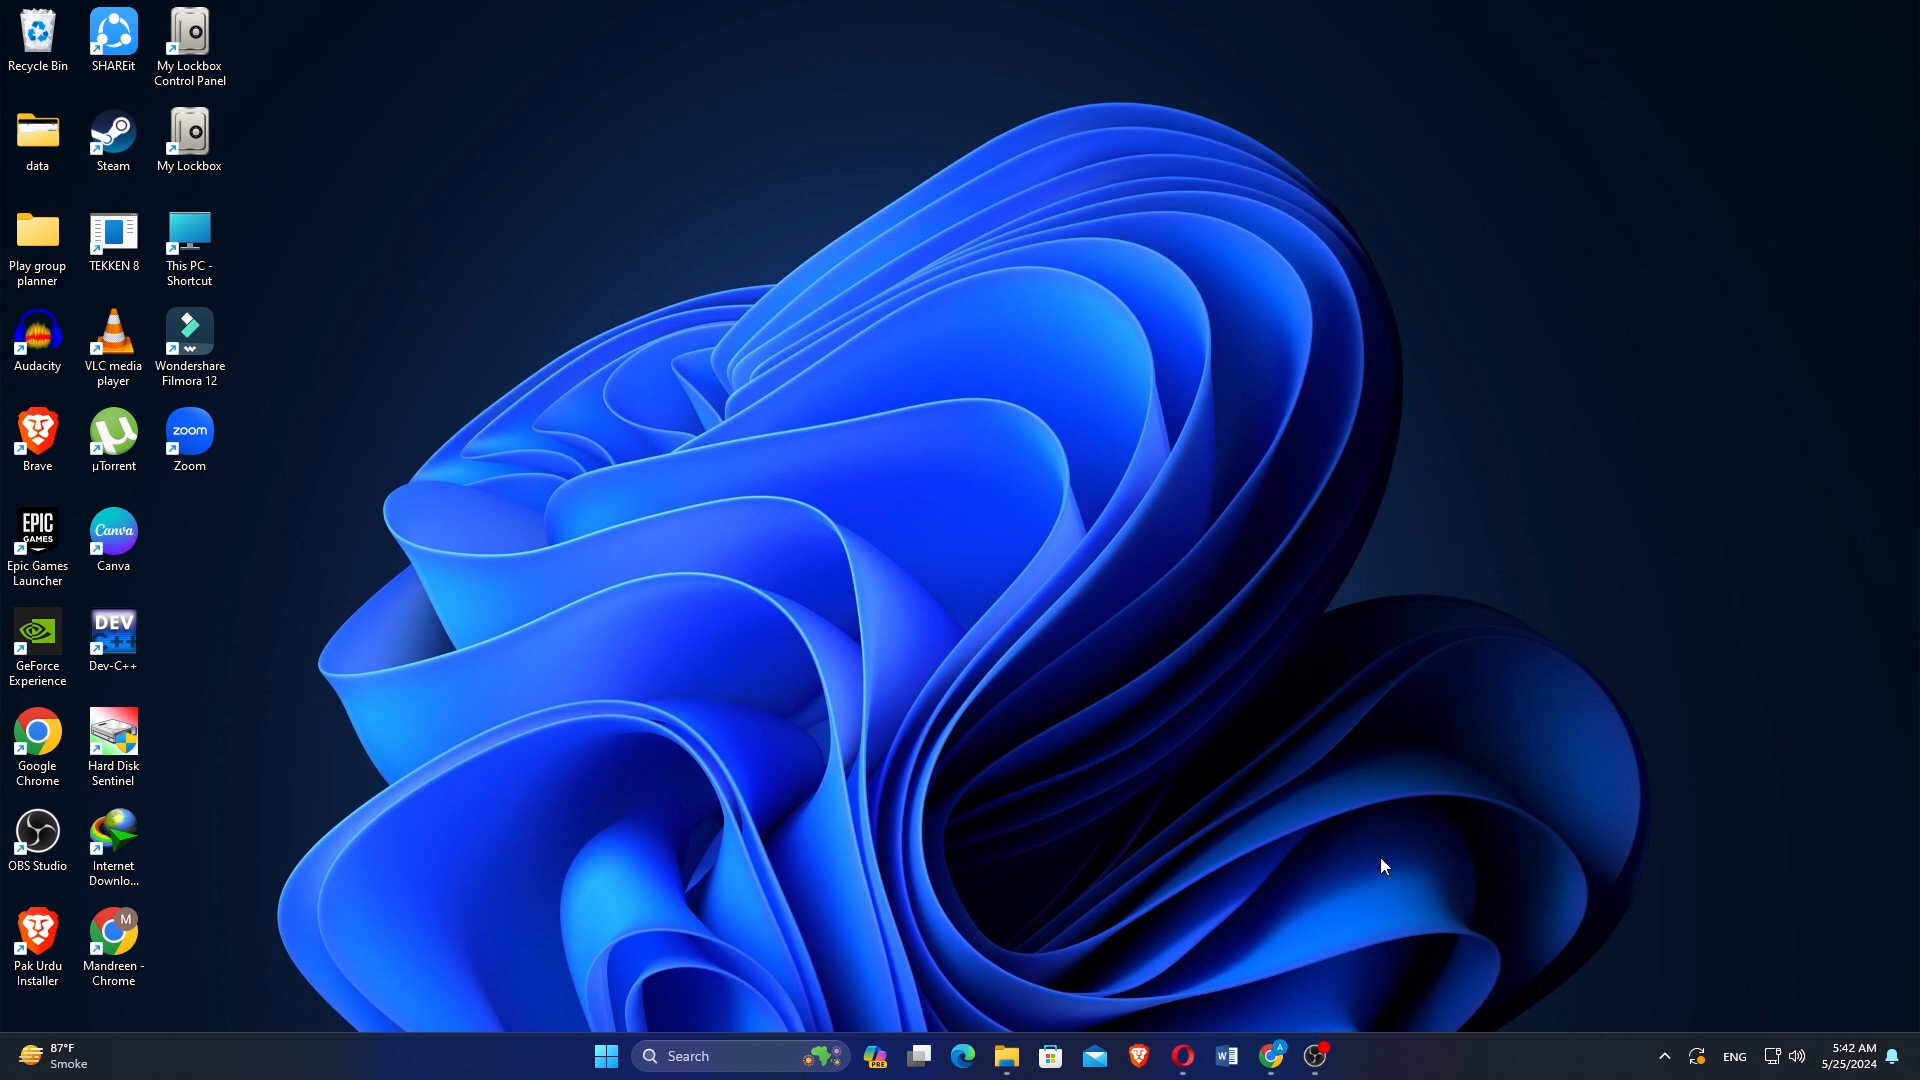 Recycle Bin
SHAREit
My Lockbox
Control Panel
data
Steam
My Lockbox
Play group
planner
TEKKEN 8
This PC -
Shortcut
Audacity
VLC media
player
Wondershare
Filmora 12
Brave
µTorrent
zoom
Zoom
EPIC
GAMES
Epic Games
Launcher
Canva
Canva
GeForce
Experience
DEV
C++
Dev-C++
Google
Chrome
Hard Disk
Sentinel
OBS Studio
Internet
Downlo...
Pak Urdu
Installer
M
Mandreen -
Chrome
87°F
Smoke
Search
PRE
A
ENG
5:42 AM
5/25/2024